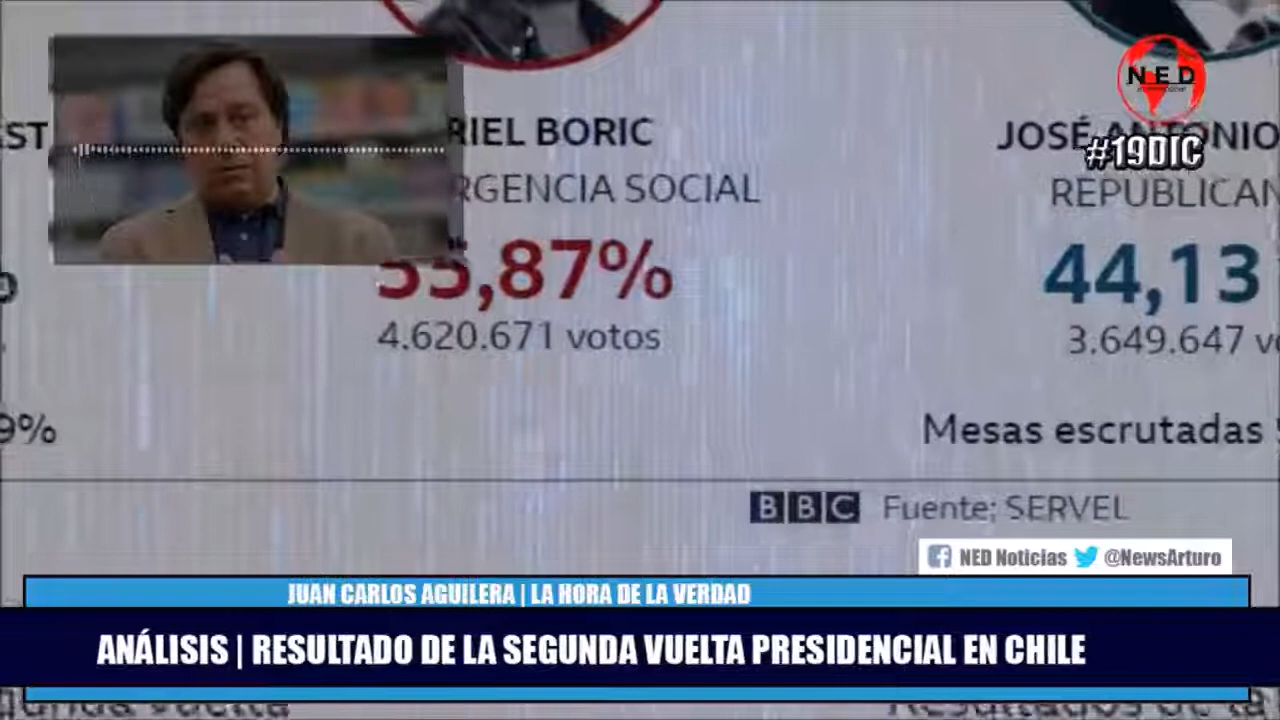 NED
#19DIC
RIEL BORIC
JOSÉ ANTONIO
RGENCIA SOCIAL
REPUBLICAN
55,87%
44,13
4.620.671 votos
3.649.647 vo
9%
Mesas escrutadas
BBC Fuente: SERVEL
NED Noticias @NewsArturo
JUAN CARLOS AGUILERA | LA HORA DE LA VERDAD
ANÁLISIS | RESULTADO DE LA SEGUNDA VUELTA PRESIDENCIAL EN CHILE